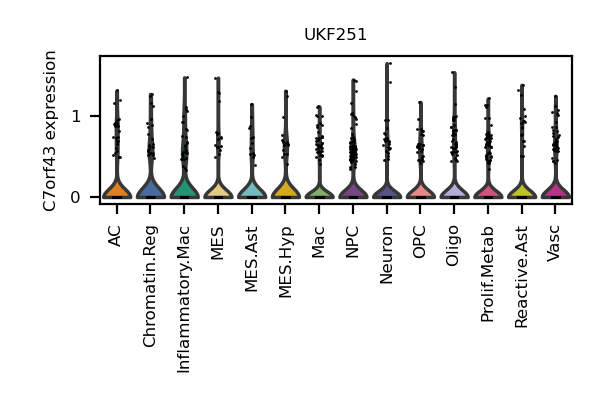 UKF251
C7orf43 expression
1
0
AC
Chromatin.Reg
Inflammatory.Mac
MES
MES.Ast
MES.Hyp
Mac
NPC
Neuron
OPC
Oligo
Prolif.Metab
Reactive.Ast
Vasc